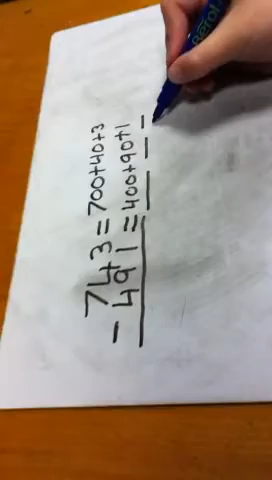 743 = 700+40+3
- 491 = 400+90+1